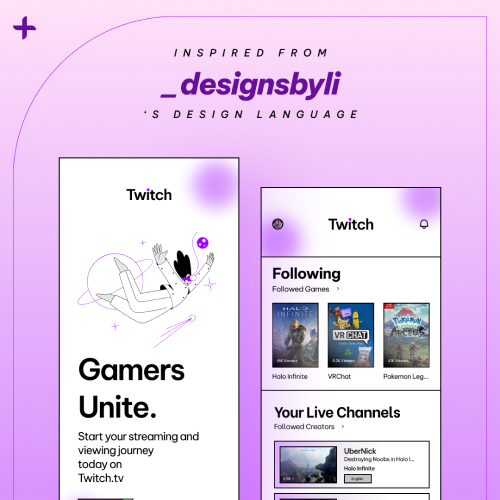 INSPIRED FROM
_designsbyli
'S DESIGN LANGUAGE
Twitch
Gamers
Unite.
Start your streaming and
viewing journey
today on
Twitch.tv
Twitch
Following
Followed Games >
HALO
INFINITE
VRCHAT
Pokémon
ARCEUS
Halo Infinite
VRChat
Pokemon Leg...
Your Live Channels
Followed Creators >
UberNick
Destroying Noobs in Halo I...
Halo Infinite
English